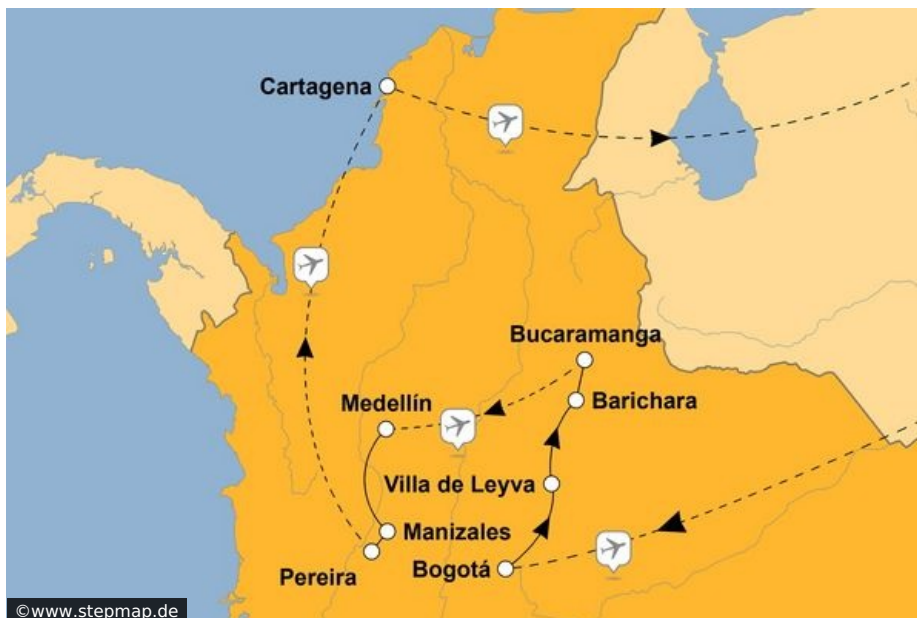 Cartagena
Bucaramanga
Medellín
Barichara
Villa de Leyva
Manizales
Pereira
Bogotá
©www.stepmap.de